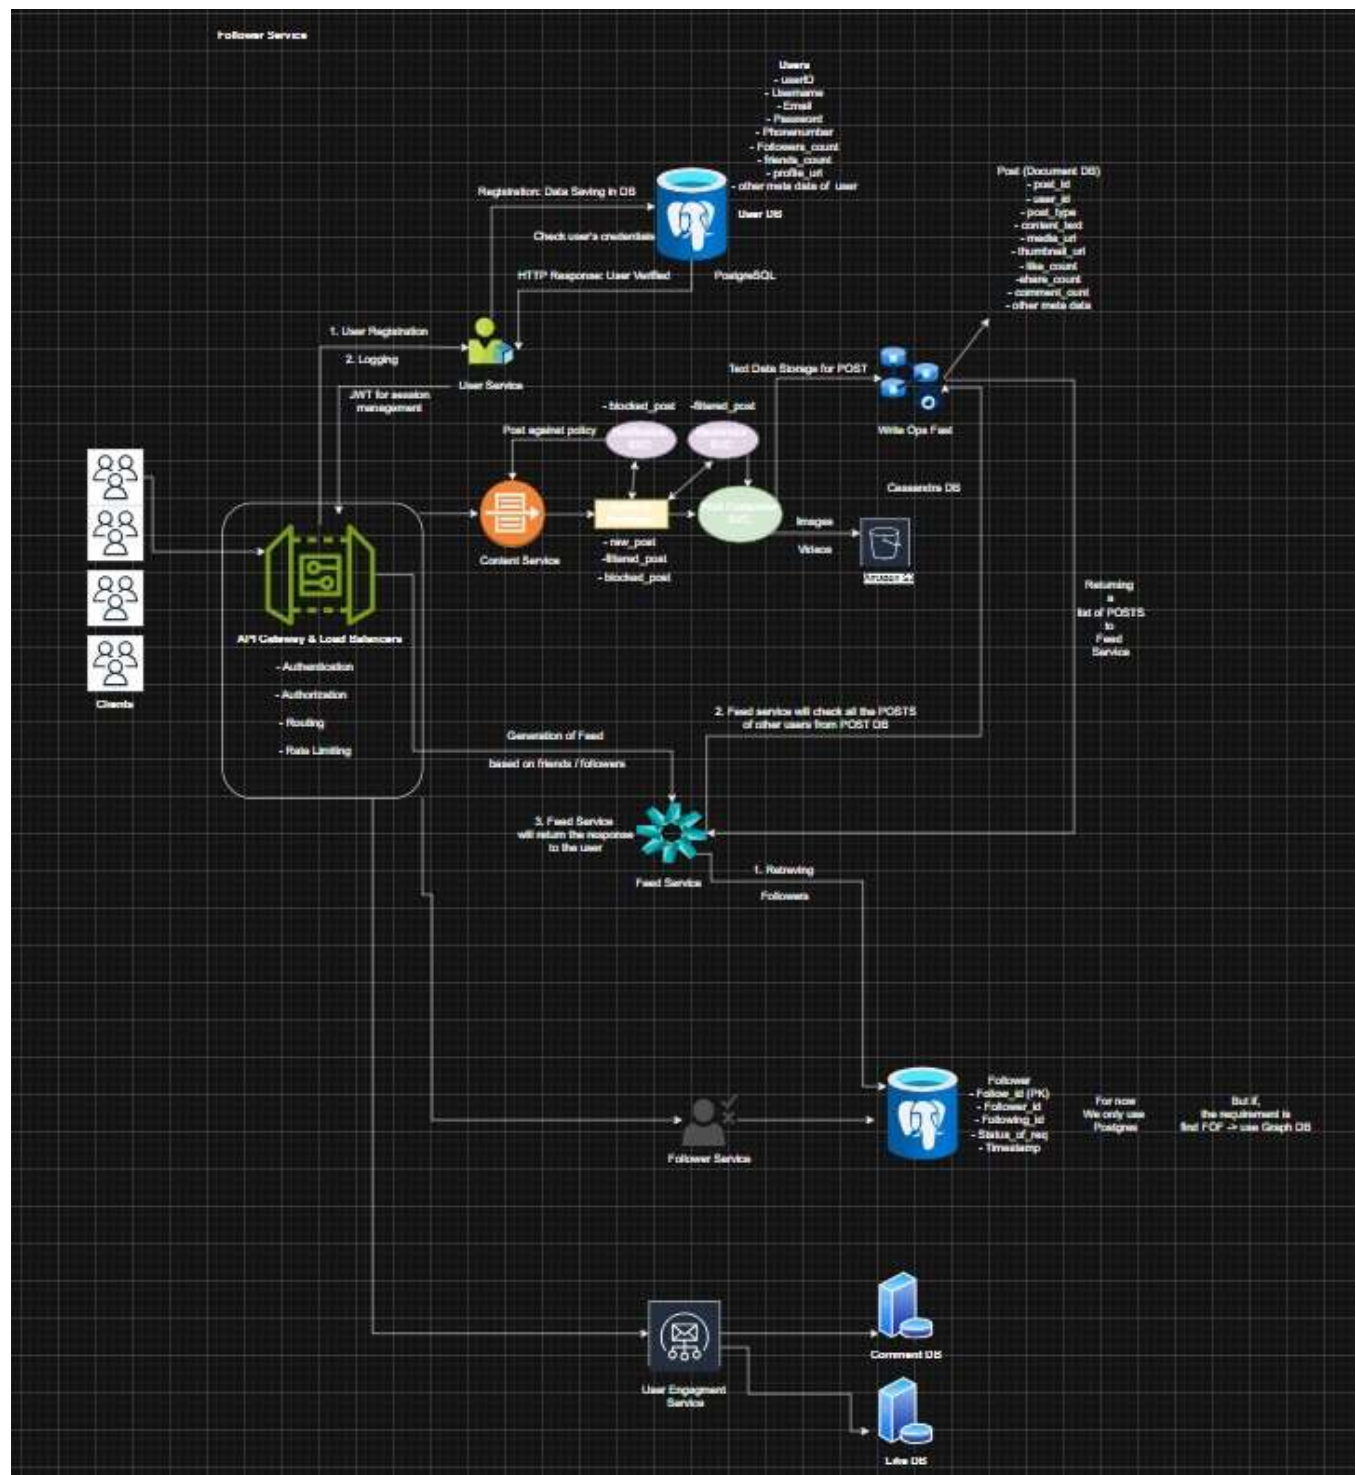 Follower Service
Users
- userID
- Username
- Email
- Password
- Phonenumber
- Followers_count
- friends_count
- profile_url
- other meta data of user
User DB
PostgreSQL
Registration: Data Saving in DB
Check user's credentials
HTTP Response: User Verified
Post (Document DB)
- post_id
- user_id
- post_type
- content_text
- media_url
- thumbnail_url
- like_count
-share_count
- comment_ount
- other meta data
1. User Registration
2. Logging
User Service
JWT for session
management
Text Data Storage for POST
Write Ops Fast
Cassandra DB
- blocked_post
-filtered_post
Post against policy
Content Service
- new_post
-filtered_post
- blocked_post
Images
Videos
Amazon S3
Returning
a
list of POSTS
to
Feed
Service
Clients
API Gateway & Load Balancers
- Authentication
- Authorization
- Routing
- Rate Limiting
2. Feed service will check all the POSTS
of other users from POST DB
Generation of Feed
based on friends / followers
3. Feed Service
will return the response
to the user
Feed Service
1. Retreving
Followers
Follower Service
Follower
- Follow_id (PK)
- Follower_id
- Following_id
- Status_of_req
- Timestamp
For now
We only use
Postgres
But if,
the requirement is
find FOF -> use Graph DB
User Engagment
Service
Comment DB
Like DB